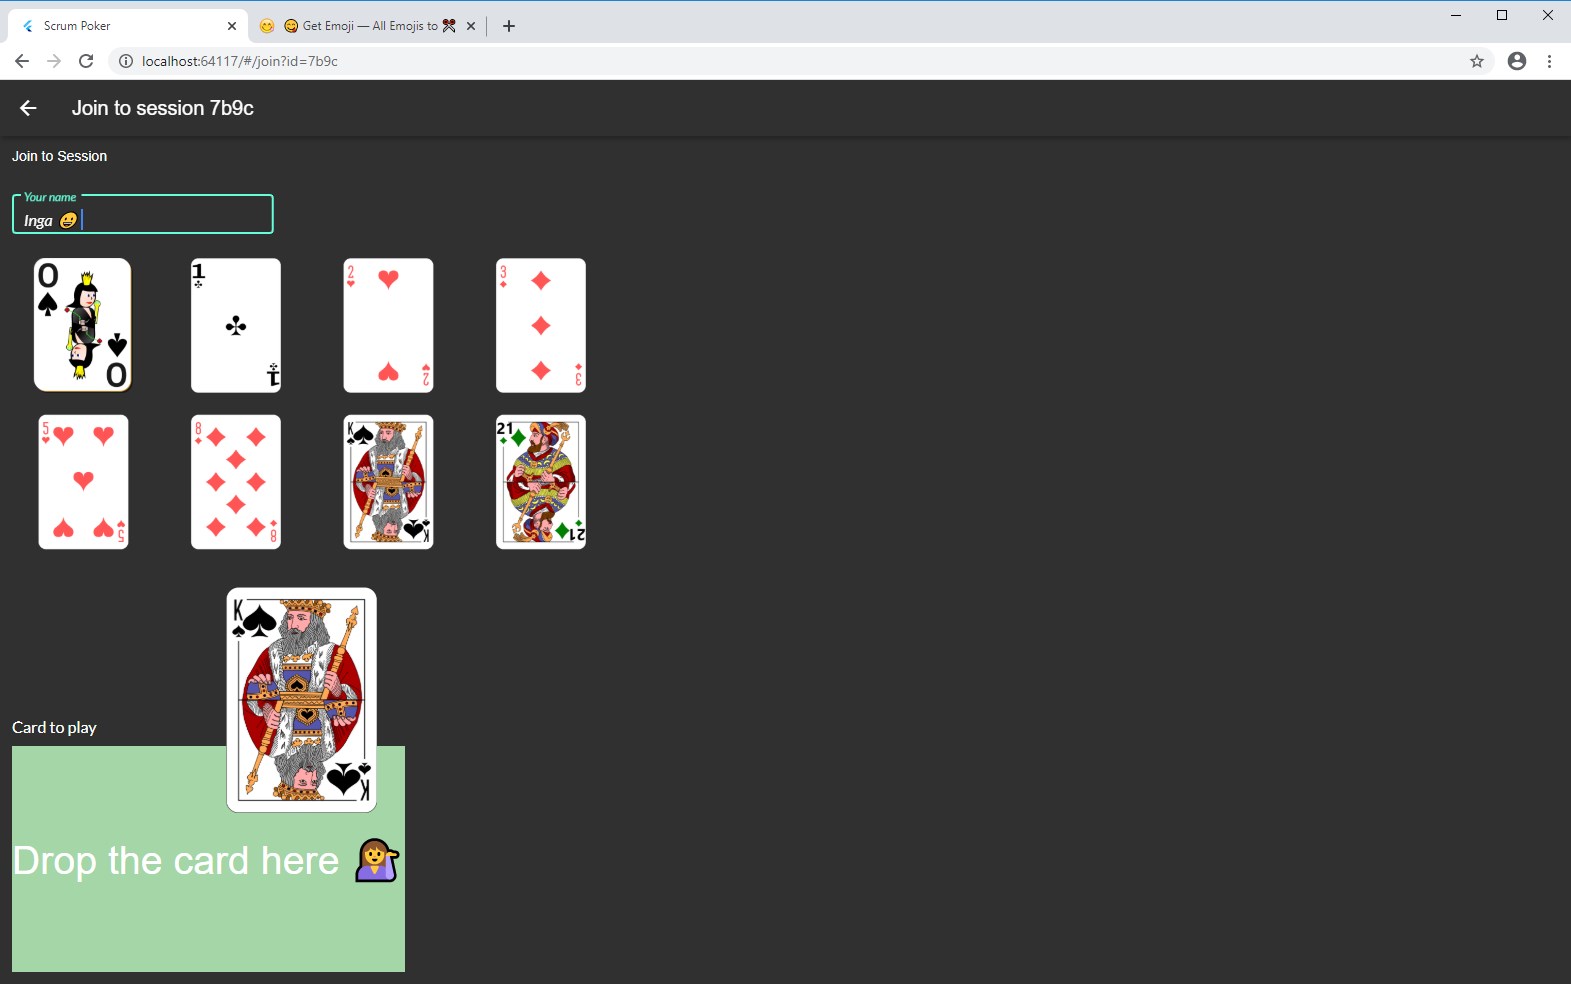 Scrum Poker
😋 Get Emoji — All Emojis to ✂
localhost:64117/#/join?id=7b9c
Join to session 7b9c
Join to Session
Your name
Inga 😀
0 0
1 1
2 2
3 3
5 5
8 8
K K
21 21
K
K
Card to play
Drop the card here 💁